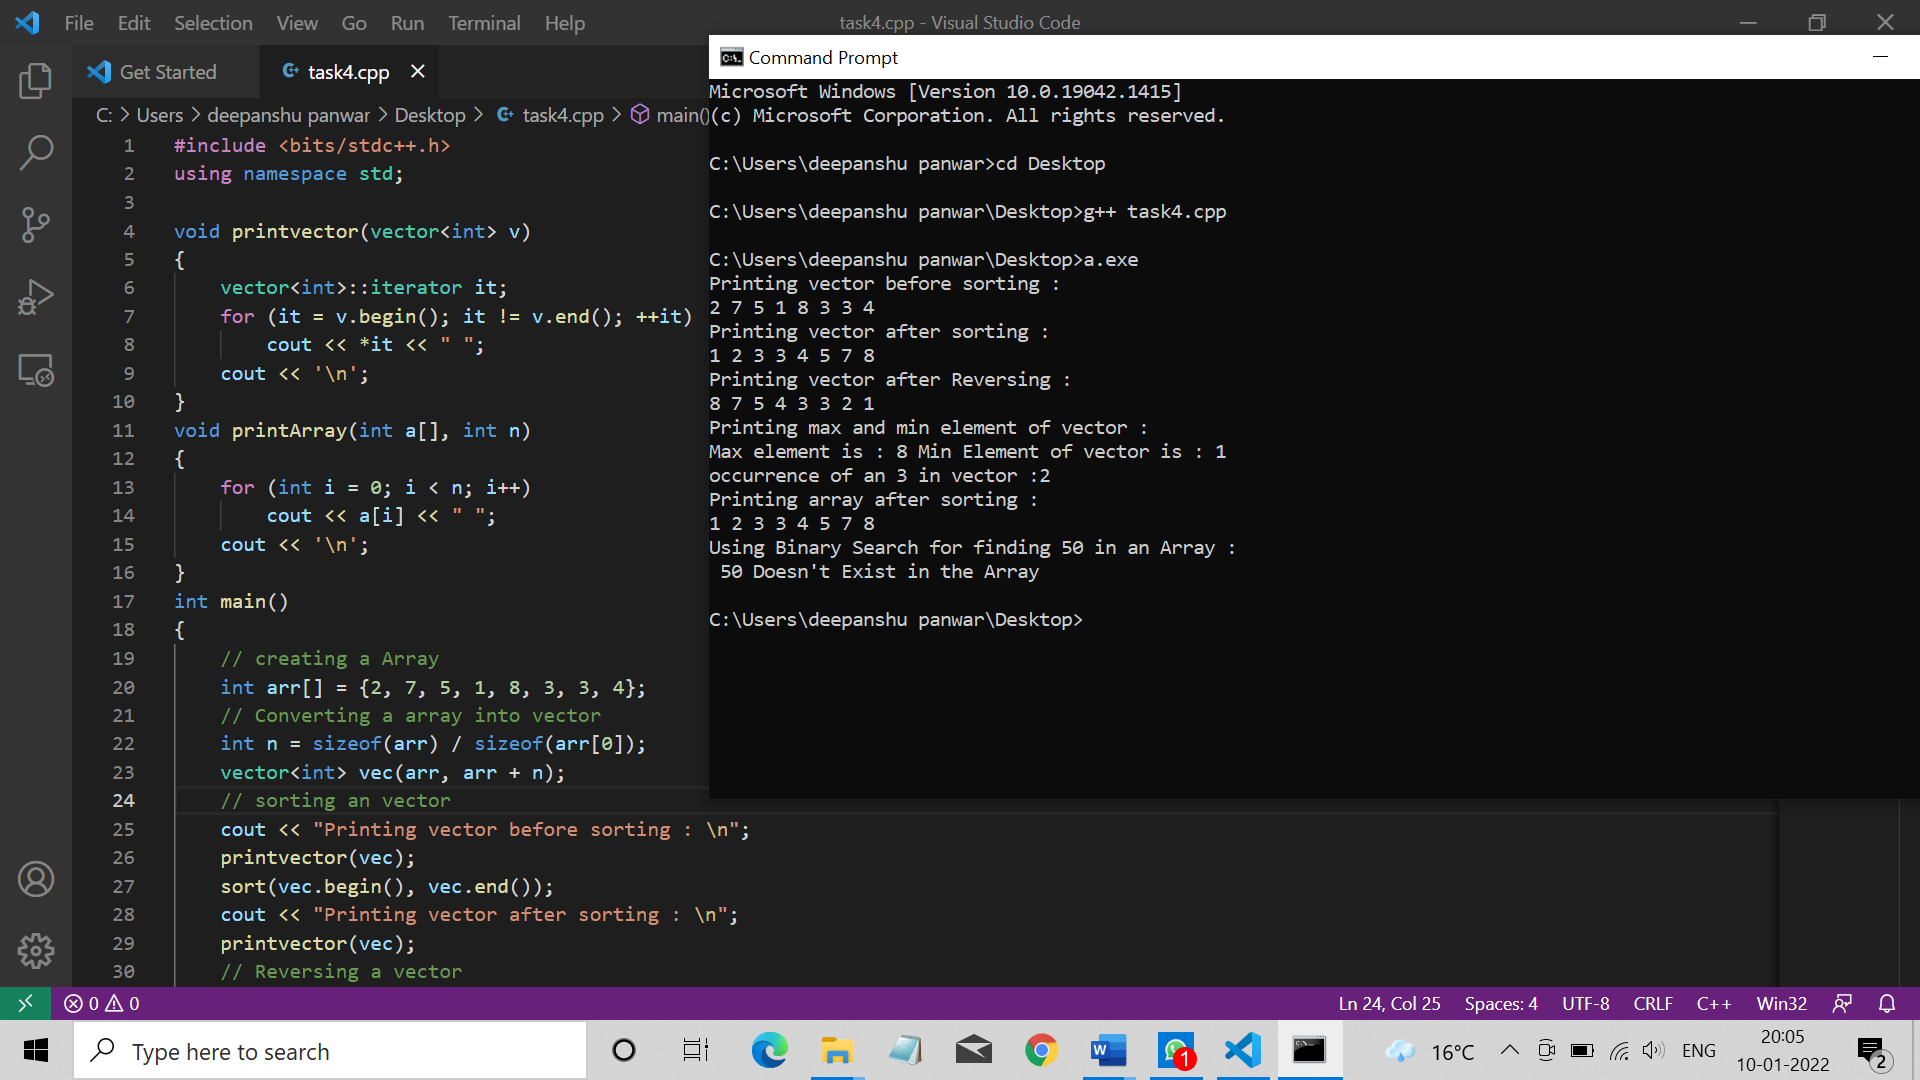 File Edit Selection View Go Run Terminal Help
task4.cpp - Visual Studio Code
Get Started
task4.cpp
C: > Users > deepanshu panwar > Desktop > task4.cpp > main()
1 #include <bits/stdc++.h>
2 using namespace std;
3
4 void printvector(vector<int> v)
5 {
6 vector<int>::iterator it;
7 for (it = v.begin(); it != v.end(); ++it)
8 cout << *it << " ";
9 cout << '\n';
10 }
11 void printArray(int a[], int n)
12 {
13 for (int i = 0; i < n; i++)
14 cout << a[i] << " ";
15 cout << '\n';
16 }
17 int main()
18 {
19 // creating a Array
20 int arr[] = {2, 7, 5, 1, 8, 3, 3, 4};
21 // Converting a array into vector
22 int n = sizeof(arr) / sizeof(arr[0]);
23 vector<int> vec(arr, arr + n);
24 // sorting an vector
25 cout << "Printing vector before sorting : \n";
26 printvector(vec);
27 sort(vec.begin(), vec.end());
28 cout << "Printing vector after sorting : \n";
29 printvector(vec);
30 // Reversing a vector
Command Prompt
Microsoft Windows [Version 10.0.19042.1415]
(c) Microsoft Corporation. All rights reserved.
C:\Users\deepanshu panwar>cd Desktop
C:\Users\deepanshu panwar\Desktop>g++ task4.cpp
C:\Users\deepanshu panwar\Desktop>a.exe
Printing vector before sorting :
2 7 5 1 8 3 3 4
Printing vector after sorting :
1 2 3 3 4 5 7 8
Printing vector after Reversing :
8 7 5 4 3 3 2 1
Printing max and min element of vector :
Max element is : 8 Min Element of vector is : 1
occurrence of an 3 in vector :2
Printing array after sorting :
1 2 3 3 4 5 7 8
Using Binary Search for finding 50 in an Array :
50 Doesn't Exist in the Array
C:\Users\deepanshu panwar\Desktop>
0 0
Ln 24, Col 25 Spaces: 4 UTF-8 CRLF C++ Win32
Type here to search
W
1
16°C
ENG
20:05
10-01-2022
2